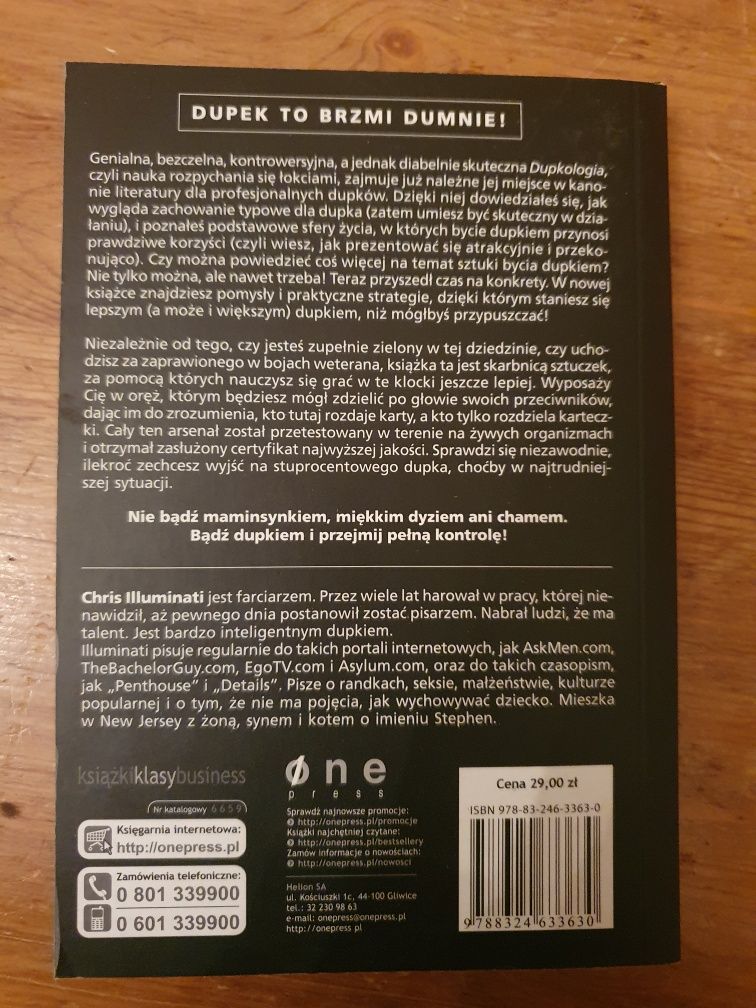 DUPEK TO BRZMI DUMNIE!
Genialna, bezczelna, kontrowersyjna, a jednak diabelnie skuteczna Dupkologia,
czyli nauka rozpychania się łokciami, zajmuje już należne jej miejsce w kano-
nie literatury dla profesjonalnych dupków. Dzięki niej dowiedziałeś się, jak
wygląda zachowanie typowe dla dupka (zatem umiesz być skuteczny w dzia-
łaniu), i poznałeś podstawowe sfery życia, w których bycie dupkiem przynosi
prawdziwe korzyści (czyli wiesz, jak prezentować się atrakcyjnie i przeko-
nująco). Czy można powiedzieć coś więcej na temat sztuki bycia dupkiem?
Nie tylko można, ale nawet trzeba! Teraz przyszedł czas na konkrety. W nowej
książce znajdziesz pomysły i praktyczne strategie, dzięki którym staniesz się
lepszym (a może i większym) dupkiem, niż mógłbyś przypuszczać!
Niezależnie od tego, czy jesteś zupełnie zielony w tej dziedzinie, czy ucho-
dzisz za zaprawionego w bojach weterana, książka ta jest skarbnicą sztuczek,
za pomocą których nauczysz się grać w te klocki jeszcze lepiej. Wyposaży
Cię w oręż, którym będziesz mógł zdzielić po głowie swoich przeciwników,
dając im do zrozumienia, kto tutaj rozdaje karty, a kto tylko rozdziela kartecz-
ki. Cały ten arsenał został przetestowany w terenie na żywych organizmach
i otrzymał zasłużony certyfikat najwyższej jakości. Sprawdzi się niezawodnie,
ilekroć zechcesz wyjść na stuprocentowego dupka, choćby w najtrudniej-
szej sytuacji.
Nie bądź maminsynkiem, miękkim dyziem ani chamem.
Bądź dupkiem i przejmij pełną kontrolę!
Chris Illuminati jest farciarzem. Przez wiele lat harował w pracy, której nie-
nawidził, aż pewnego dnia postanowił zostać pisarzem. Nabrał ludzi, że ma
talent. Jest bardzo inteligentnym dupkiem.
Illuminati pisuje regularnie do takich portali internetowych, jak AskMen.com,
TheBachelorGuy.com, EgoTV.com i Asylum.com, oraz do takich czasopism,
jak „Penthouse” i „Details”. Pisze o randkach, seksie, małżeństwie, kulturze
popularnej i o tym, że nie ma pojęcia, jak wychowywać dziecko. Mieszka
w New Jersey z żoną, synem i kotem o imieniu Stephen.
książkiklasybusiness
Nr katalogowy 6659
Księgarnia internetowa:
http://onepress.pl
Zamówienia telefoniczne:
0 801 339900
0 601 339900
one
press
Sprawdź najnowsze promocje:
http://onepress.pl/promocje
Książki najchętniej czytane:
http://onepress.pl/bestsellery
Zamów informacje o nowościach:
http://onepress.pl/nowosci
Helion SA
ul. Kościuszki 1c, 44-100 Gliwice
tel.: 32 230 98 63
e-mail: onepress@onepress.pl
http://onepress.pl
Cena 29,00 zł
ISBN 978-83-246-3363-0
9 788324 633630